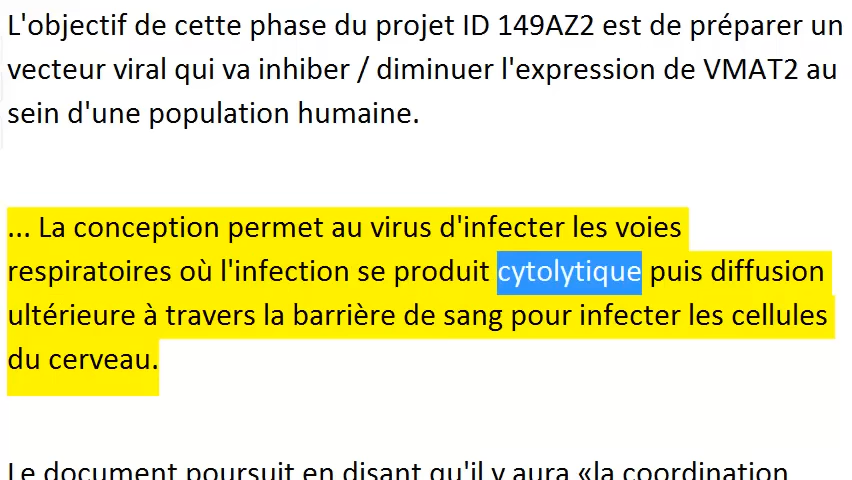 L'objectif de cette phase du projet ID 149AZ2 est de préparer un
vecteur viral qui va inhiber / diminuer l'expression de VMAT2 au
sein d'une population humaine.
... La conception permet au virus d'infecter les voies
respiratoires où l'infection se produit cytolytique puis diffusion
ultérieure à travers la barrière de sang pour infecter les cellules
du cerveau.
Le document poursuit en disant qu'il y aura «la coordination